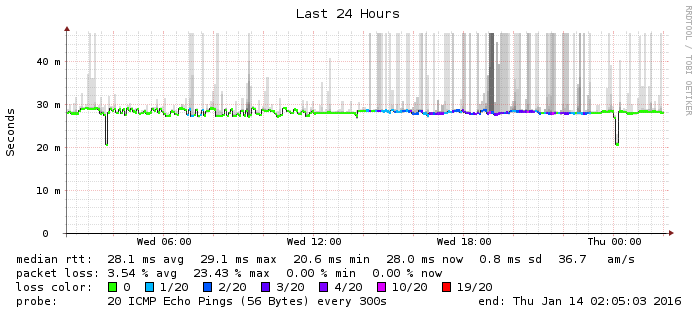 Last 24 Hours
RRDTOOL / TOBI OETIKER
Seconds
40 m
30 m
20 m
10 m
0
Wed 06:00 Wed 12:00 Wed 18:00 Thu 00:00
median rtt: 28.1 ms avg 29.1 ms max 20.6 ms min 28.0 ms now 0.8 ms sd 36.7 am/s
packet loss: 3.54 % avg 23.43 % max 0.00 % min 0.00 % now
loss color: 0 1/20 2/20 3/20 4/20 10/20 19/20
probe: 20 ICMP Echo Pings (56 Bytes) every 300s end: Thu Jan 14 02:05:03 2016